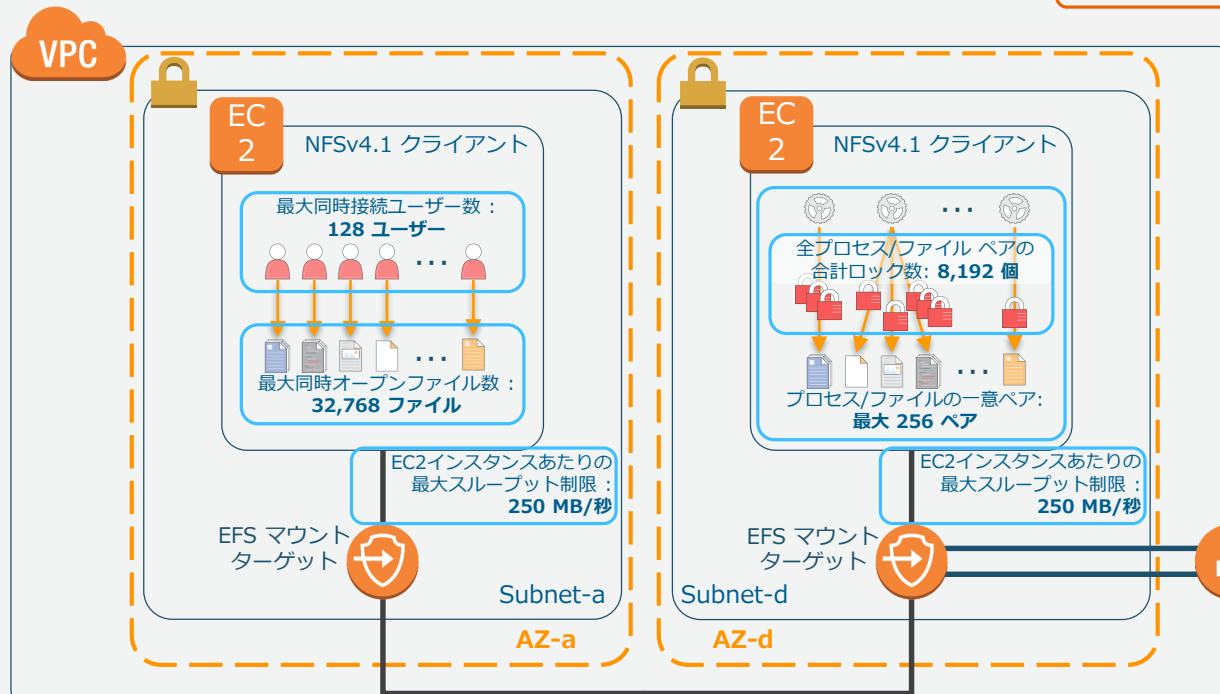 VPC
EC
2
NFSv4.1 クライアント
最大同時接続ユーザー数 :
128 ユーザー
...
...
最大同時オープンファイル数 :
32,768 ファイル
EC2インスタンスあたりの
最大スループット制限 :
250 MB/秒
EFS マウント
ターゲット
Subnet-a
AZ-a
EC
2
NFSv4.1 クライアント
...
全プロセス/ファイル ペアの
合計ロック数: 8,192 個
...
プロセス/ファイルの一意ペア:
最大 256 ペア
EC2インスタンスあたりの
最大スループット制限 :
250 MB/秒
EFS マウント
ターゲット
Subnet-d
AZ-d